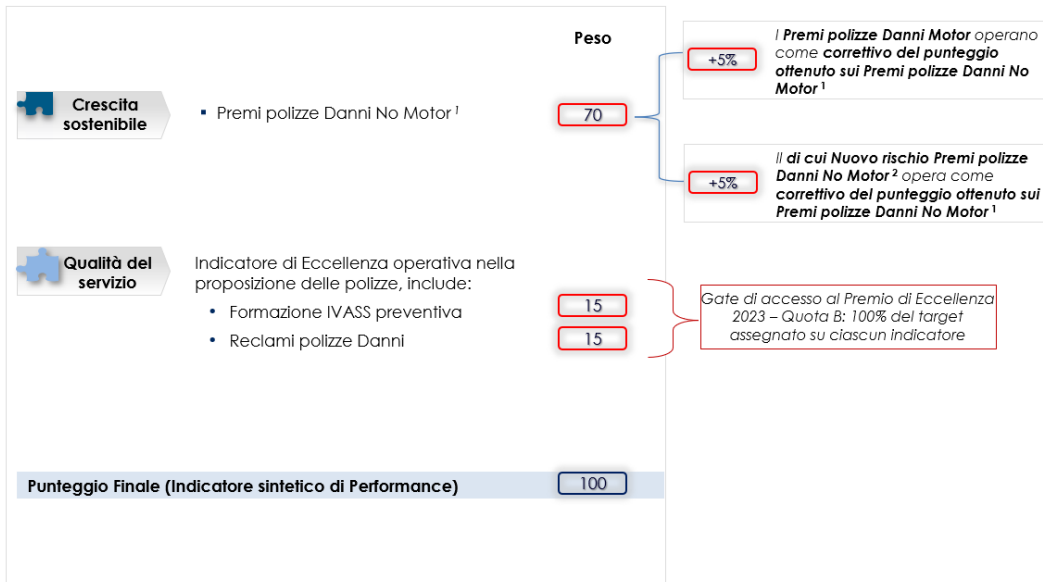 Peso
Crescita
sostenibile
▪ Premi polizze Danni No Motor ¹
70
+5%
I Premi polizze Danni Motor operano
come correttivo del punteggio
ottenuto sui Premi polizze Danni No
Motor ¹
+5%
Il di cui Nuovo rischio Premi polizze
Danni No Motor ² opera come
correttivo del punteggio ottenuto sui
Premi polizze Danni No Motor ¹
Qualità del
servizio
Indicatore di Eccellenza operativa nella
proposizione delle polizze, include:
• Formazione IVASS preventiva
15
• Reclami polizze Danni
15
Gate di accesso al Premio di Eccellenza
2023 – Quota B: 100% del target
assegnato su ciascun indicatore
Punteggio Finale (Indicatore sintetico di Performance)
100